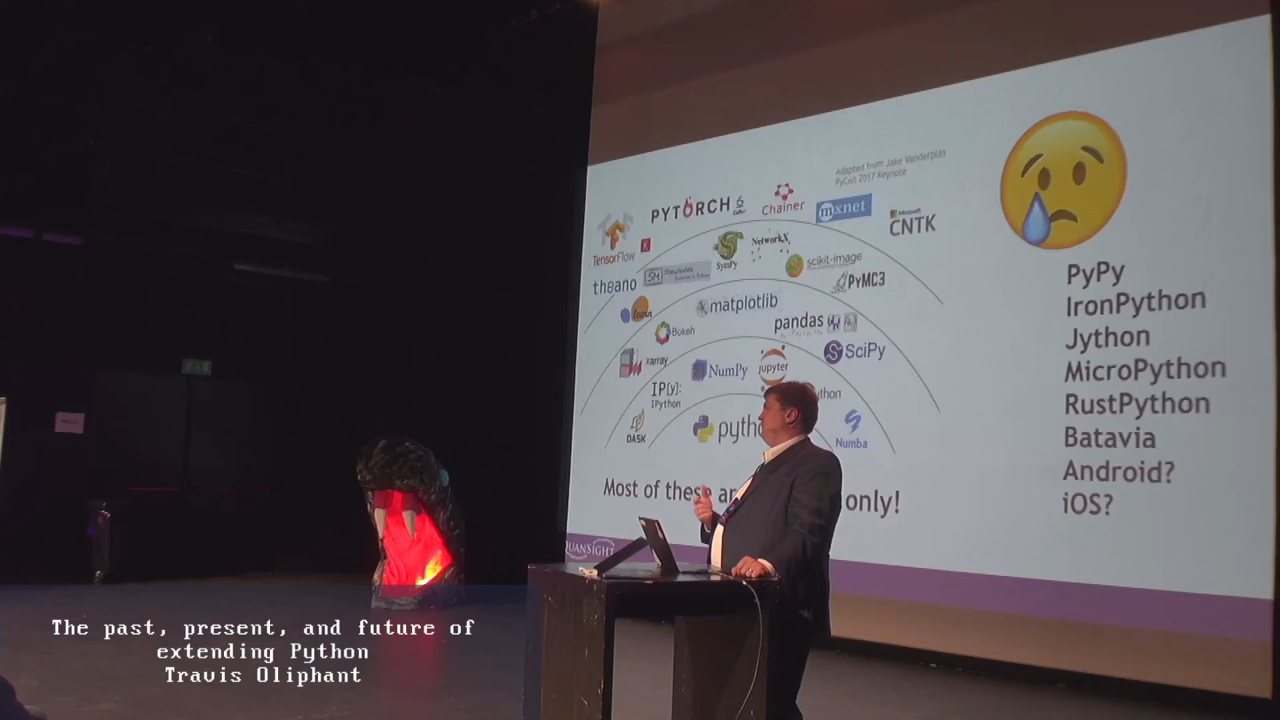 Adapted from Jake Vanderplas
PyCon 2017 Keynote
PYTORCH
Chainer
mxnet
Microsoft
CNTK
TensorFlow
SymPy
NetworkX
scikit-image
theano
PyMC3
matplotlib
Bokeh
pandas
xarray
NumPy
jupyter
SciPy
IP[y]:
IPython
DASK
Numba
Most of these
only!
PyPy
IronPython
Jython
MicroPython
RustPython
Batavia
Android?
iOS?
QUANSIGHT
The past, present, and future of
extending Python
Travis Oliphant